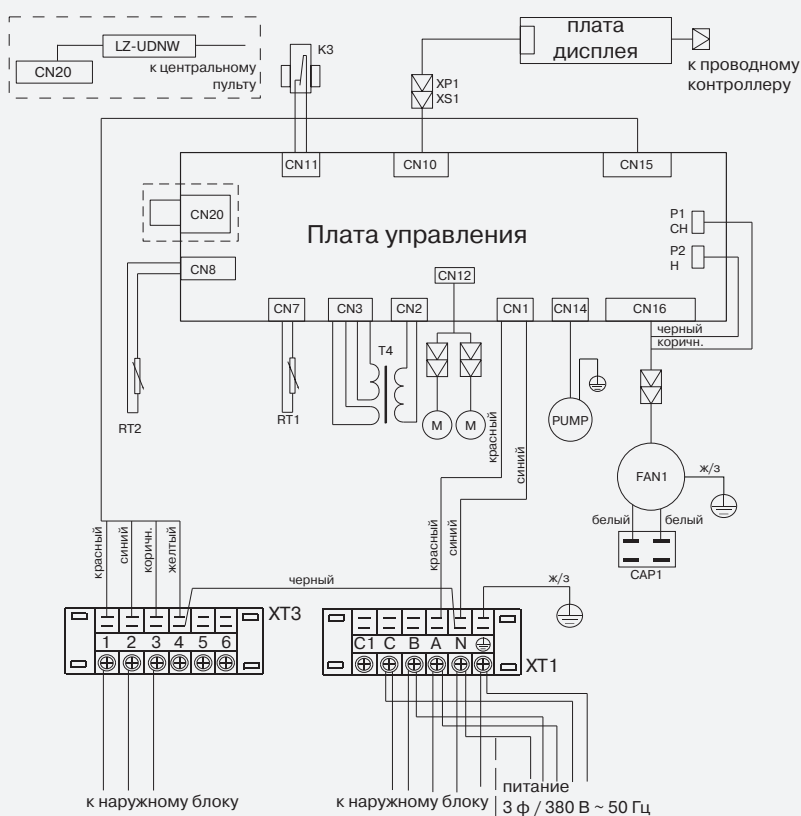 плата
дисплея
LZ-UDNW
CN20
к центральному
пульту
K3
XP1
XS1
к проводному
контроллеру
CN11
CN10
CN15
CN20
P1
CH
P2
H
Плата управления
CN8
CN12
CN7
CN3
CN2
CN1
CN14
CN16
черный
коричн.
T4
RT2
RT1
M
M
PUMP
красный
синий
FAN1
ж/з
белый
белый
CAP1
красный
синий
коричн.
желтый
красный
синий
черный
ж/з
XT3
1 2 3 4 5 6
C1 C B A N
XT1
к наружному блоку
к наружному блоку
питание
3 ф / 380 В ~ 50 Гц